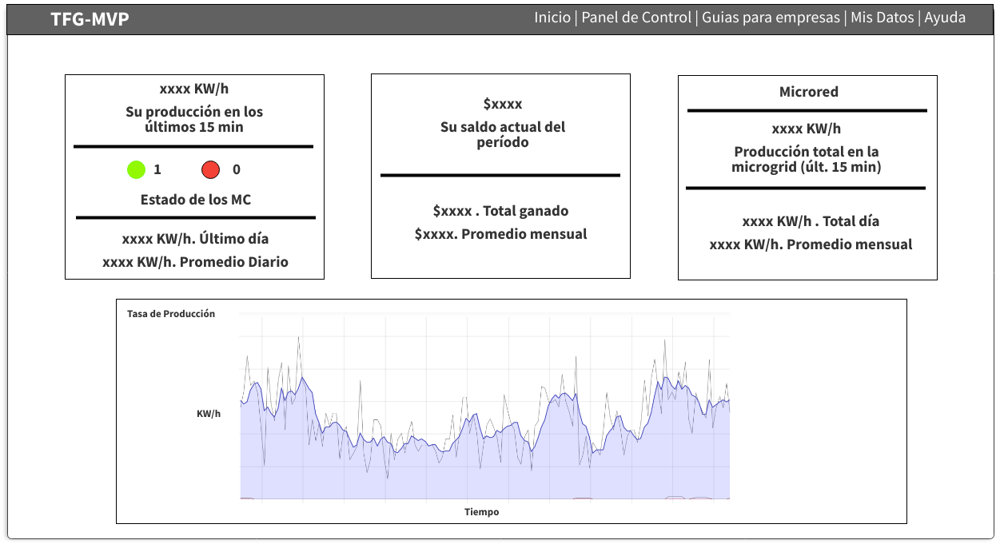 TFG-MVP
Inicio | Panel de Control | Guias para empresas | Mis Datos | Ayuda
xxxx KW/h
Su producción en los
últimos 15 min
1 0
Estado de los MC
xxxx KW/h. Último día
xxxx KW/h. Promedio Diario
$xxxx
Su saldo actual del
período
$xxxx . Total ganado
$xxxx. Promedio mensual
Microred
xxxx KW/h
Producción total en la
microgrid (últ. 15 min)
xxxx KW/h . Total día
xxxx KW/h. Promedio mensual
Tasa de Producción
KW/h
Tiempo